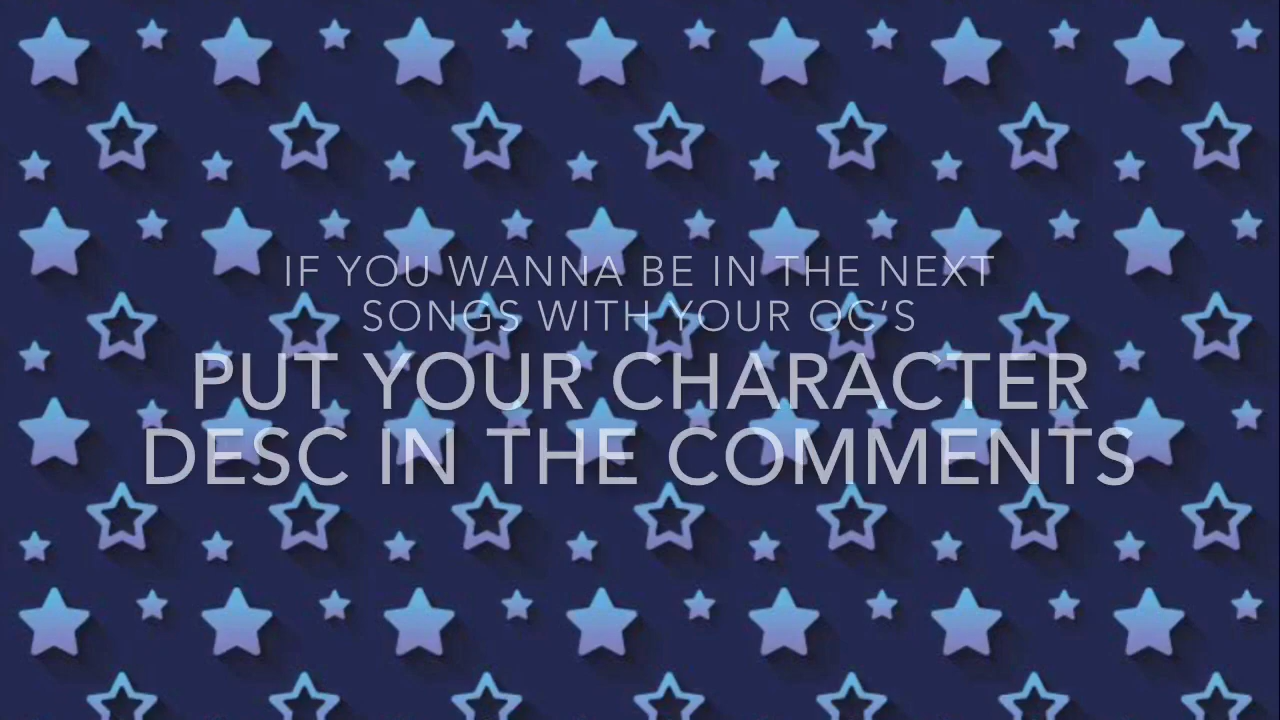 IF YOU WANNA BE IN THE NEXT
SONGS WITH YOUR OC’S
PUT YOUR CHARACTER
DESC IN THE COMMENTS